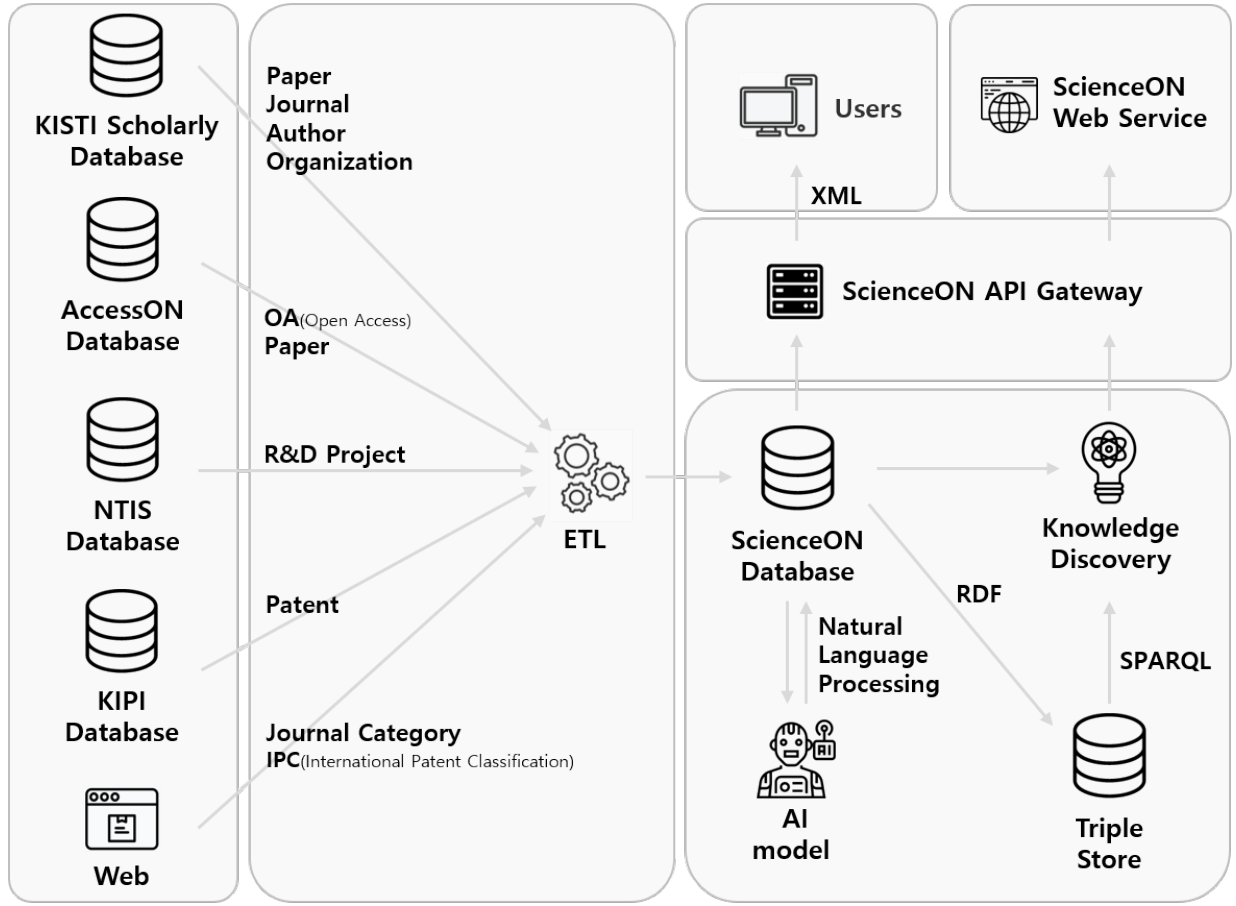 KISTI Scholarly
Database
AccessON
Database
NTIS
Database
KIPI
Database
Web
Paper
Journal
Author
Organization
OA(Open Access)
Paper
R&D Project
Patent
Journal Category
IPC(International Patent Classification)
ETL
Users
ScienceON
Web Service
XML
ScienceON API Gateway
ScienceON
Database
Knowledge
Discovery
RDF
Natural
Language
Processing
SPARQL
AI
AI
model
Triple
Store